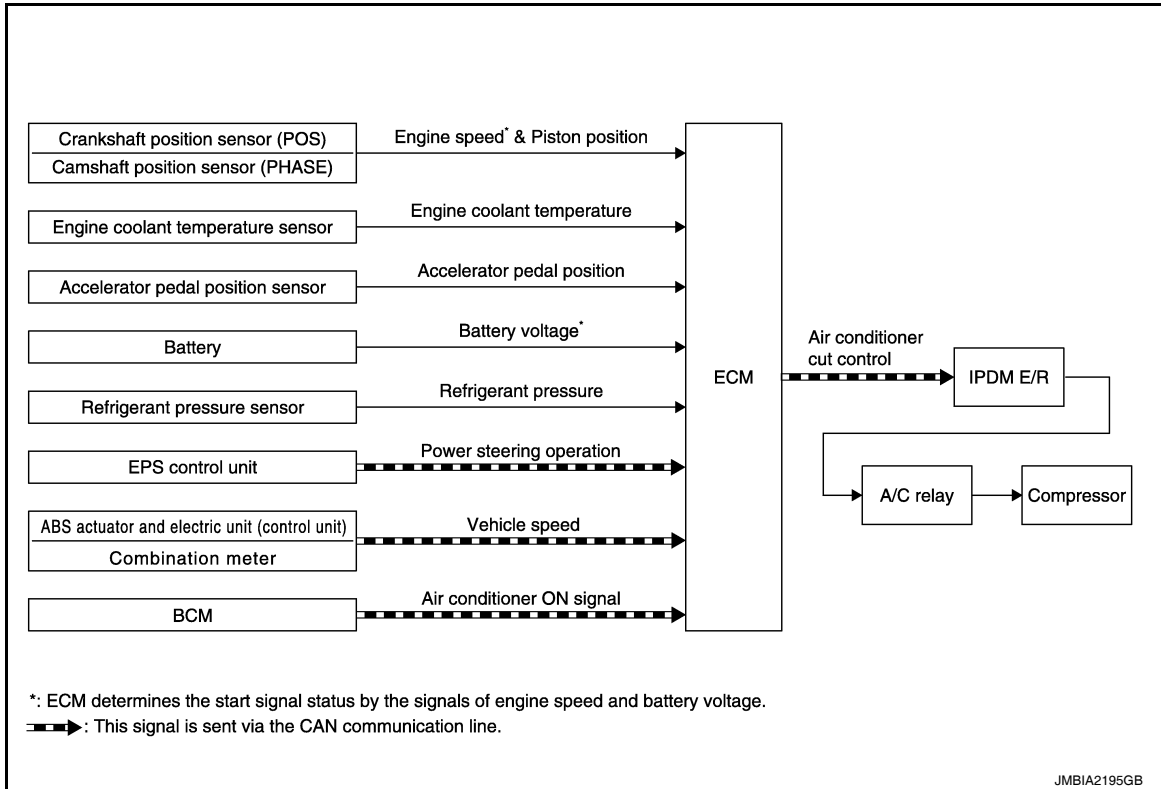 Crankshaft position sensor (POS)
Camshaft position sensor (PHASE)
Engine speed* & Piston position
Engine coolant temperature sensor
Engine coolant temperature
Accelerator pedal position sensor
Accelerator pedal position
Battery
Battery voltage*
Refrigerant pressure sensor
Refrigerant pressure
EPS control unit
Power steering operation
ABS actuator and electric unit (control unit)
Combination meter
Vehicle speed
BCM
Air conditioner ON signal
ECM
Air conditioner
cut control
IPDM E/R
A/C relay
Compressor
*: ECM determines the start signal status by the signals of engine speed and battery voltage.
: This signal is sent via the CAN communication line.
JMBIA2195GB